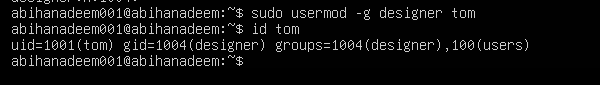 abihanadeem001@abihanadeem:~$ sudo usermod -g designer tom
abihanadeem001@abihanadeem:~$ id tom
uid=1001(tom) gid=1004(designer) groups=1004(designer),100(users)
abihanadeem001@abihanadeem:~$